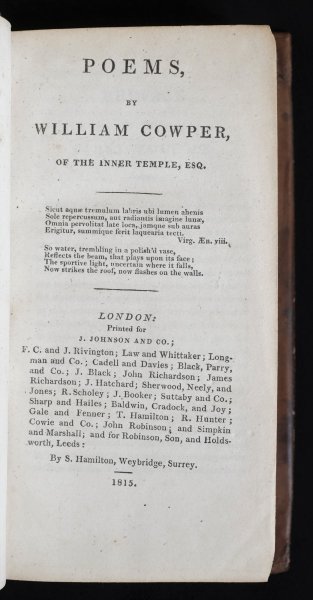 POEMS,
BY
WILLIAM COWPER,
OF THE INNER TEMPLE, ESQ.
Sicut aquæ tremulum labris ubi lumen ahenis
Sole repercussum, aut radiantis imagine lunæ,
Omnia pervolitat late loca, jamque sub auras
Erigitur, summique ferit laquearia tecti.
Virg. Æn. viii.
So water, trembling in a polish'd vase,
Reflects the beam, that plays upon its face;
The sportive light, uncertain where it falls,
Now strikes the roof, now flashes on the walls.
LONDON:
Printed for
J. JOHNSON AND CO.;
F. C. and J. Rivington; Law and Whittaker; Long-
man and Co.; Cadell and Davies; Black, Parry,
and Co.; J. Black; John Richardson; James
Richardson; J. Hatchard; Sherwood, Neely, and
Jones; R. Scholey; J. Booker; Suttaby and Co.;
Sharp and Hailes; Baldwin, Cradock, and Joy;
Gale and Fenner; T. Hamilton; R. Hunter;
Cowie and Co.; John Robinson; and Simpkin
and Marshall; and for Robinson, Son, and Holds-
worth, Leeds:
By S. Hamilton, Weybridge, Surrey.
1815.